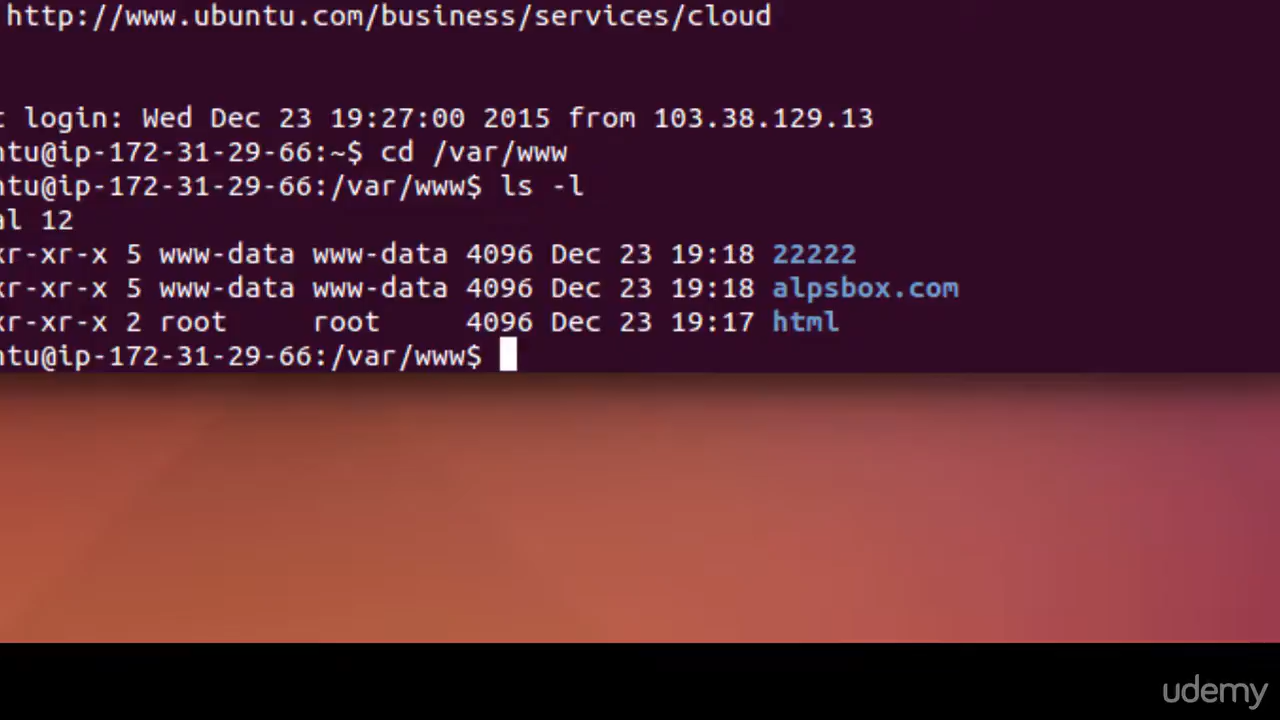 http://www.ubuntu.com/business/services/cloud
t login: Wed Dec 23 19:27:00 2015 from 103.38.129.13
ntu@ip-172-31-29-66:~$ cd /var/www
ntu@ip-172-31-29-66:/var/www$ ls -l
al 12
xr-xr-x 5 www-data www-data 4096 Dec 23 19:18 22222
xr-xr-x 5 www-data www-data 4096 Dec 23 19:18 alpsbox.com
xr-xr-x 2 root     root     4096 Dec 23 19:17 html
ntu@ip-172-31-29-66:/var/www$
udemy